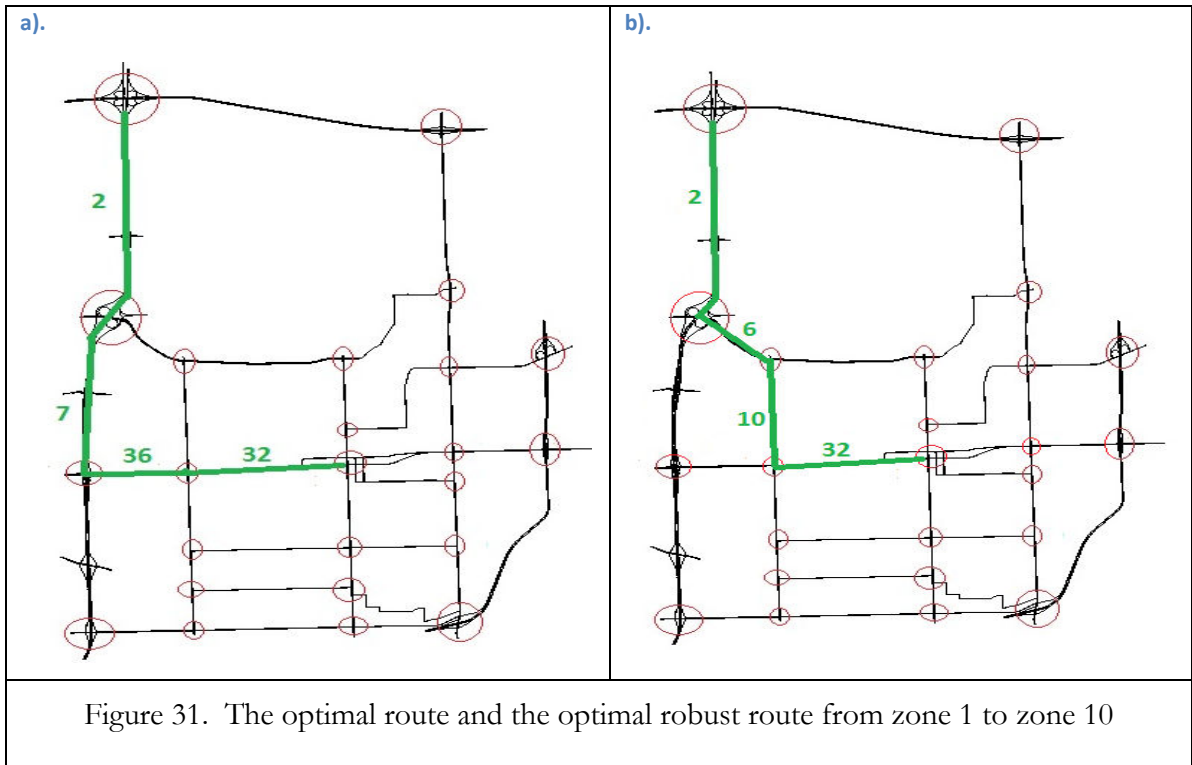 a).
2
7
36 32
b).
2
6
10
32
Figure 31. The optimal route and the optimal robust route from zone 1 to zone 10